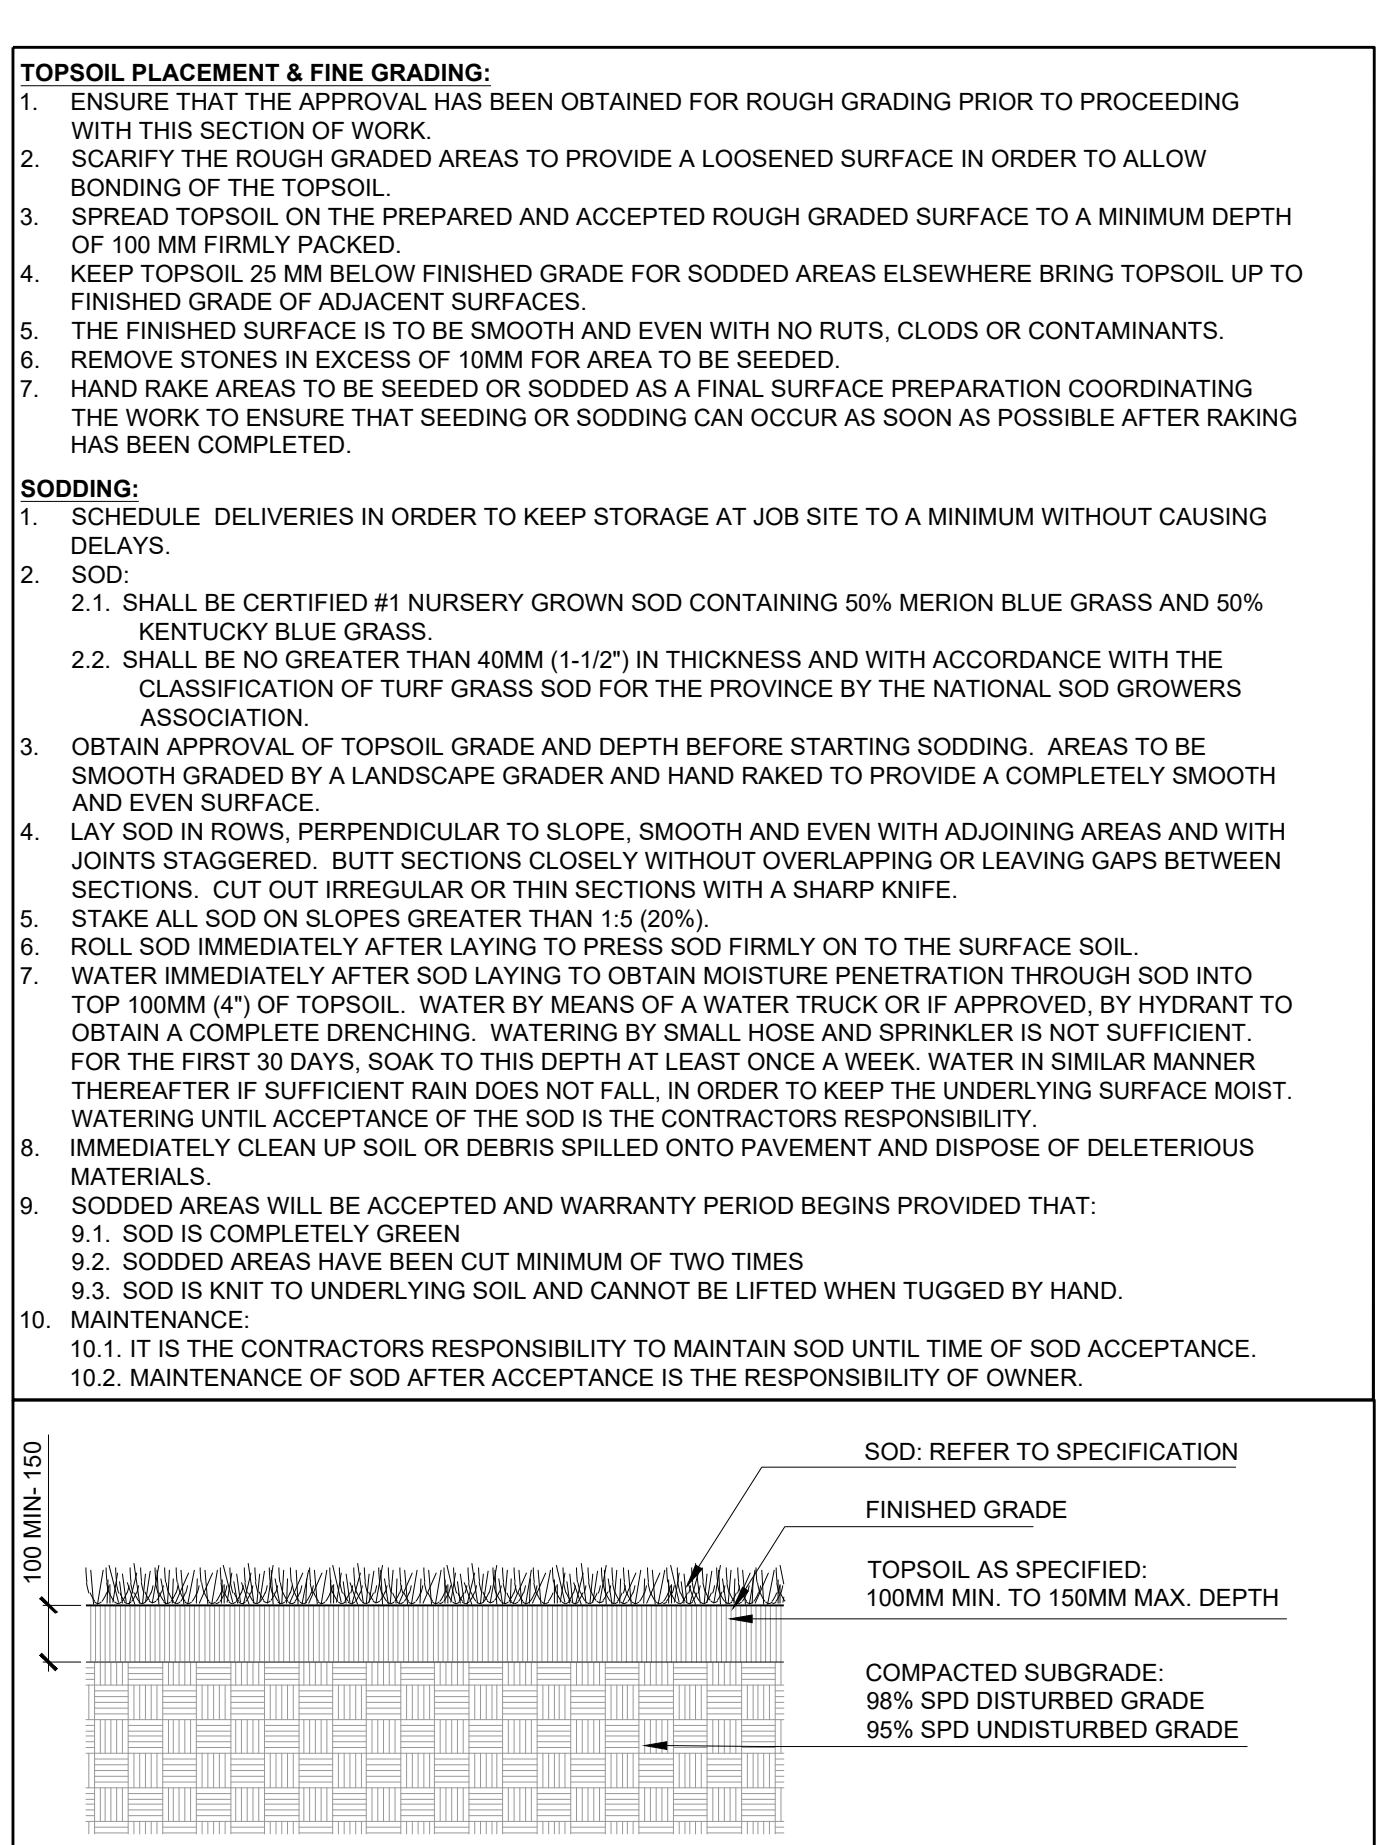 TOPSOIL PLACEMENT & FINE GRADING:
1. ENSURE THAT THE APPROVAL HAS BEEN OBTAINED FOR ROUGH GRADING PRIOR TO PROCEEDING
WITH THIS SECTION OF WORK.
2. SCARIFY THE ROUGH GRADED AREAS TO PROVIDE A LOOSENED SURFACE IN ORDER TO ALLOW
BONDING OF THE TOPSOIL.
3. SPREAD TOPSOIL ON THE PREPARED AND ACCEPTED ROUGH GRADED SURFACE TO A MINIMUM DEPTH
OF 100 MM FIRMLY PACKED.
4. KEEP TOPSOIL 25 MM BELOW FINISHED GRADE FOR SODDED AREAS ELSEWHERE BRING TOPSOIL UP TO
FINISHED GRADE OF ADJACENT SURFACES.
5. THE FINISHED SURFACE IS TO BE SMOOTH AND EVEN WITH NO RUTS, CLODS OR CONTAMINANTS.
6. REMOVE STONES IN EXCESS OF 10MM FOR AREA TO BE SEEDED.
7. HAND RAKE AREAS TO BE SEEDED OR SODDED AS A FINAL SURFACE PREPARATION COORDINATING
THE WORK TO ENSURE THAT SEEDING OR SODDING CAN OCCUR AS SOON AS POSSIBLE AFTER RAKING
HAS BEEN COMPLETED.
SODDING:
1. SCHEDULE DELIVERIES IN ORDER TO KEEP STORAGE AT JOB SITE TO A MINIMUM WITHOUT CAUSING
DELAYS.
2. SOD:
2.1. SHALL BE CERTIFIED #1 NURSERY GROWN SOD CONTAINING 50% MERION BLUE GRASS AND 50%
KENTUCKY BLUE GRASS.
2.2. SHALL BE NO GREATER THAN 40MM (1-1/2") IN THICKNESS AND WITH ACCORDANCE WITH THE
CLASSIFICATION OF TURF GRASS SOD FOR THE PROVINCE BY THE NATIONAL SOD GROWERS
ASSOCIATION.
3. OBTAIN APPROVAL OF TOPSOIL GRADE AND DEPTH BEFORE STARTING SODDING. AREAS TO BE
SMOOTH GRADED BY A LANDSCAPE GRADER AND HAND RAKED TO PROVIDE A COMPLETELY SMOOTH
AND EVEN SURFACE.
4. LAY SOD IN ROWS, PERPENDICULAR TO SLOPE, SMOOTH AND EVEN WITH ADJOINING AREAS AND WITH
JOINTS STAGGERED. BUTT SECTIONS CLOSELY WITHOUT OVERLAPPING OR LEAVING GAPS BETWEEN
SECTIONS. CUT OUT IRREGULAR OR THIN SECTIONS WITH A SHARP KNIFE.
5. STAKE ALL SOD ON SLOPES GREATER THAN 1:5 (20%).
6. ROLL SOD IMMEDIATELY AFTER LAYING TO PRESS SOD FIRMLY ON TO THE SURFACE SOIL.
7. WATER IMMEDIATELY AFTER SOD LAYING TO OBTAIN MOISTURE PENETRATION THROUGH SOD INTO
TOP 100MM (4") OF TOPSOIL. WATER BY MEANS OF A WATER TRUCK OR IF APPROVED, BY HYDRANT TO
OBTAIN A COMPLETE DRENCHING. WATERING BY SMALL HOSE AND SPRINKLER IS NOT SUFFICIENT.
FOR THE FIRST 30 DAYS, SOAK TO THIS DEPTH AT LEAST ONCE A WEEK. WATER IN SIMILAR MANNER
THEREAFTER IF SUFFICIENT RAIN DOES NOT FALL, IN ORDER TO KEEP THE UNDERLYING SURFACE MOIST.
WATERING UNTIL ACCEPTANCE OF THE SOD IS THE CONTRACTORS RESPONSIBILITY.
8. IMMEDIATELY CLEAN UP SOIL OR DEBRIS SPILLED ONTO PAVEMENT AND DISPOSE OF DELETERIOUS
MATERIALS.
9. SODDED AREAS WILL BE ACCEPTED AND WARRANTY PERIOD BEGINS PROVIDED THAT:
9.1. SOD IS COMPLETELY GREEN
9.2. SODDED AREAS HAVE BEEN CUT MINIMUM OF TWO TIMES
9.3. SOD IS KNIT TO UNDERLYING SOIL AND CANNOT BE LIFTED WHEN TUGGED BY HAND.
10. MAINTENANCE:
10.1. IT IS THE CONTRACTORS RESPONSIBILITY TO MAINTAIN SOD UNTIL TIME OF SOD ACCEPTANCE.
10.2. MAINTENANCE OF SOD AFTER ACCEPTANCE IS THE RESPONSIBILITY OF OWNER.
100 MIN- 150
SOD: REFER TO SPECIFICATION
FINISHED GRADE
TOPSOIL AS SPECIFIED:
100MM MIN. TO 150MM MAX. DEPTH
COMPACTED SUBGRADE:
98% SPD DISTURBED GRADE
95% SPD UNDISTURBED GRADE